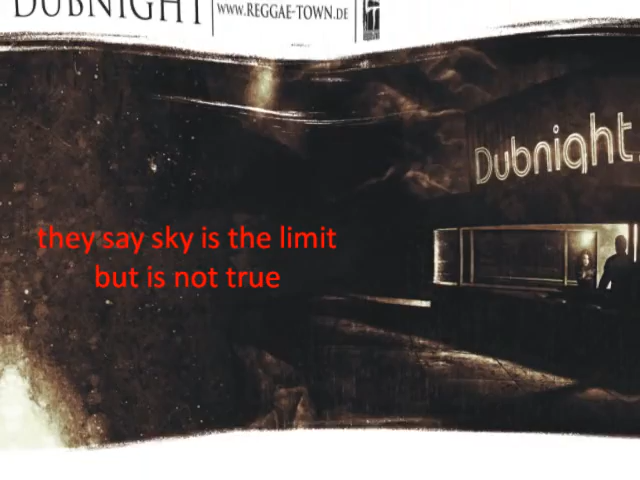 DUBNIGHT
WWW.REGGAE-TOWN.DE
Dubnight.
they say sky is the limit
but is not true